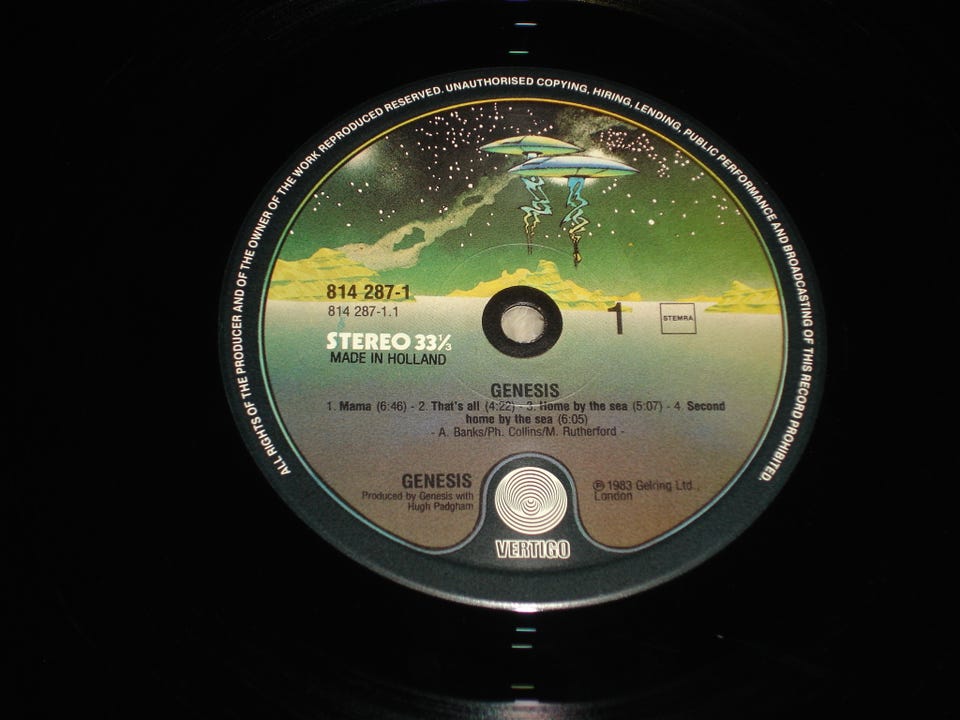 ALL RIGHTS OF THE PRODUCER AND OF THE OWNER OF THE WORK REPRODUCED RESERVED. UNAUTHORISED COPYING, HIRING, LENDING, PUBLIC PERFORMANCE AND BROADCASTING OF THIS RECORD PROHIBITED.
814 287-1
814 287-1.1
1
STEMRA
STEREO 33⅓
MADE IN HOLLAND
GENESIS
1. Mama (6:46) - 2. That's all (4:22) - 3. Home by the sea (5:07) - 4. Second
home by the sea (6:05)
- A. Banks/Ph. Collins/M. Rutherford -
GENESIS
Produced by Genesis with
Hugh Padgham
℗ 1983 Gelring Ltd.,
London
VERTIGO